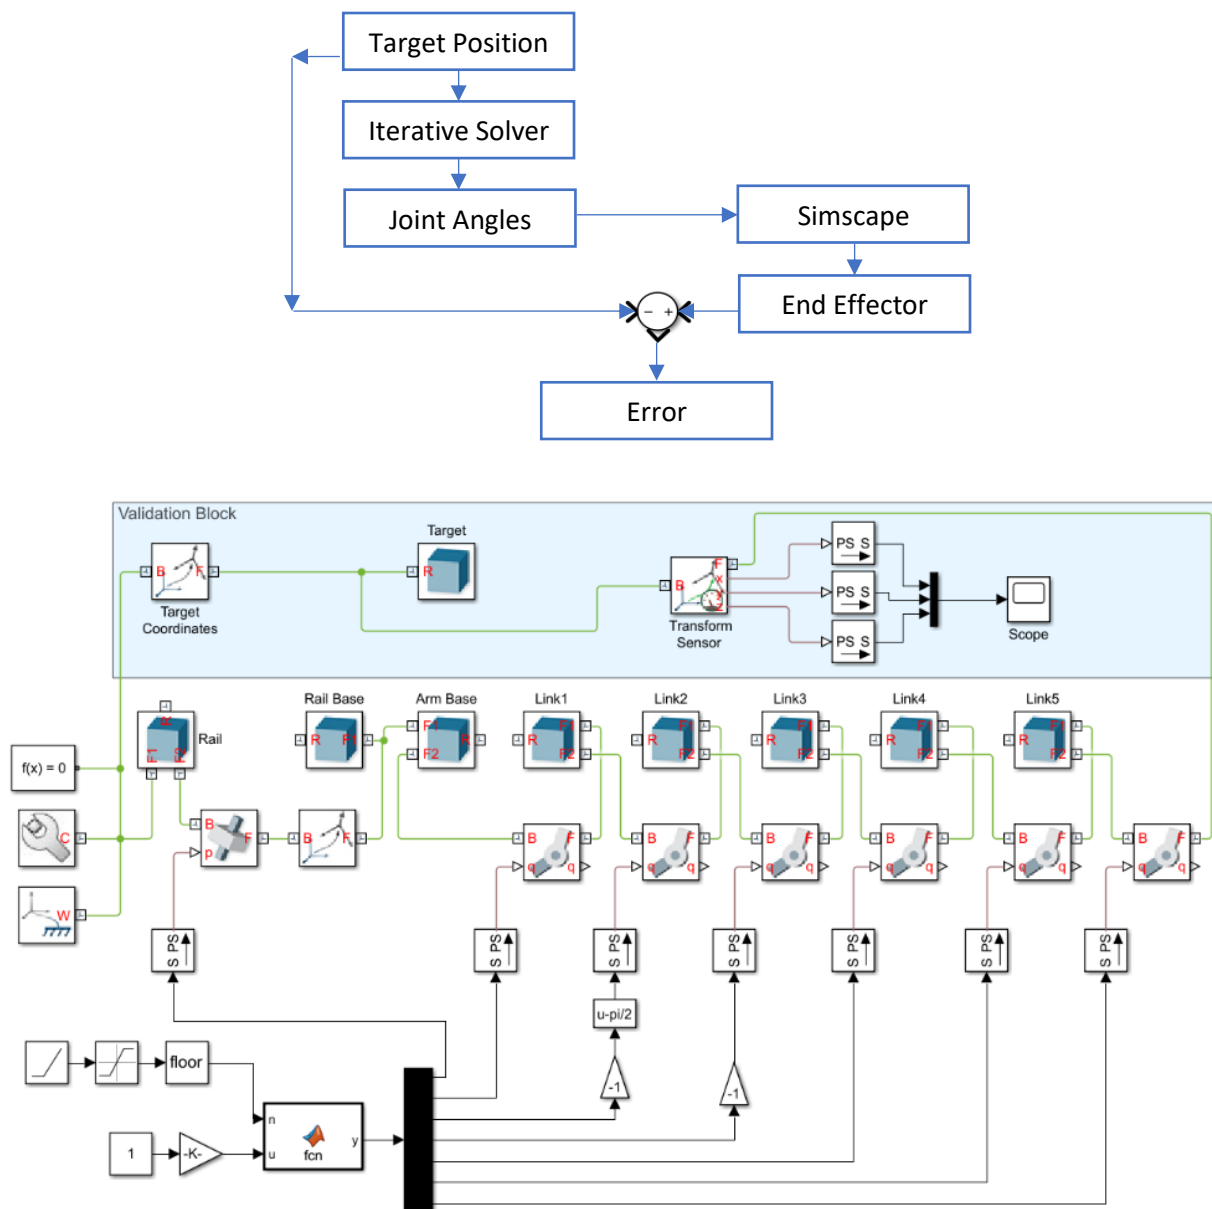 Target Position
Iterative Solver
Joint Angles
Simscape
End Effector
− +
Error
Validation Block
Target
B F
R
Target
Coordinates
B F x y z
Transform
Sensor
PS S
PS S
PS S
Scope
Rail Base
Arm Base
Link1
Link2
Link3
Link4
Link5
R
Rail
F1 F2
R F1
F1 R
F2
R F1
F2
R F1
F2
R F1
F2
R F1
F2
R F1
F2
f(x) = 0
C
W
B F
p
B F
B F
q q
B F
q q
B F
q q
B F
q q
B F
q q
B F
q q
S PS
S PS
S PS
S PS
S PS
S PS
S PS
u-pi/2
-1
-1
floor
n
u
y
fcn
1
-K-